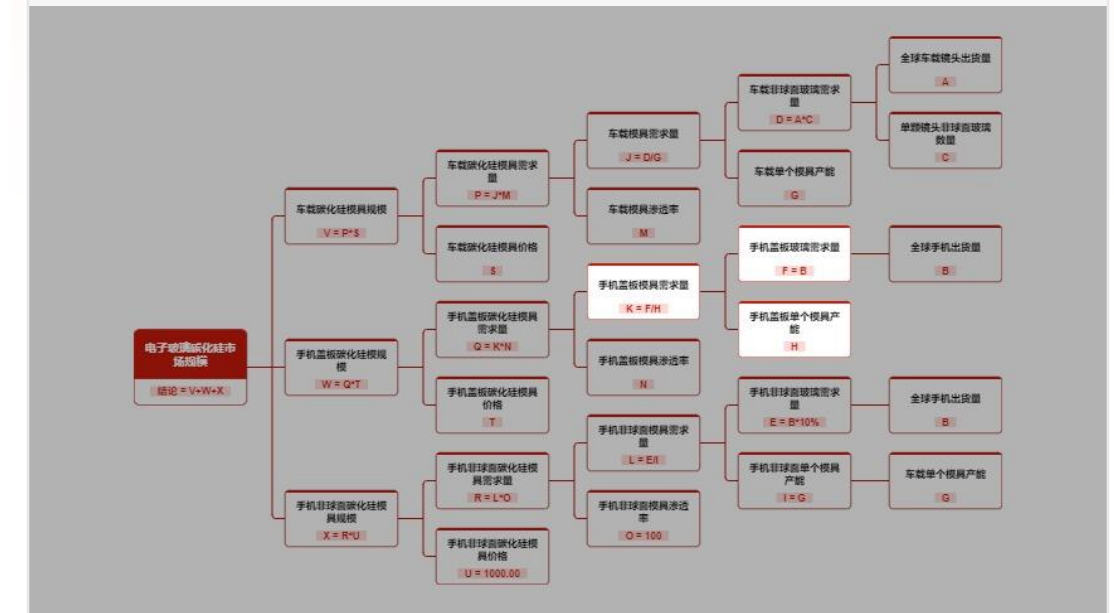 全球车载镜头出货量
A
车载非球面玻璃需求
量
D = A*C
单颗镜头非球面玻璃
数量
C
车载模具需求量
J = D/G
车载单个模具产能
G
车载碳化硅模具需求
量
P = J*M
车载模具渗透率
M
车载碳化硅模具规模
V = P*S
车载碳化硅模具价格
S
手机盖板玻璃需求量
F = B
全球手机出货量
B
手机盖板模具需求量
K = F/H
手机盖板单个模具产
能
H
手机盖板碳化硅模具
需求量
Q = K*N
手机盖板模具渗透率
N
电子玻璃碳化硅市
场规模
结论 = V+W+X
手机盖板碳化硅模规
模
W = Q*T
手机盖板碳化硅模具
价格
T
手机非球面玻璃需求
量
E = B*10%
全球手机出货量
B
手机非球面模具需求
量
L = E/I
手机非球面单个模具
产能
I = G
车载单个模具产能
G
手机非球面碳化硅模
具需求量
R = L*O
手机非球面模具渗透
率
O = 100
手机非球面碳化硅模
具规模
X = R*U
手机非球面碳化硅模
具价格
U = 1000.00